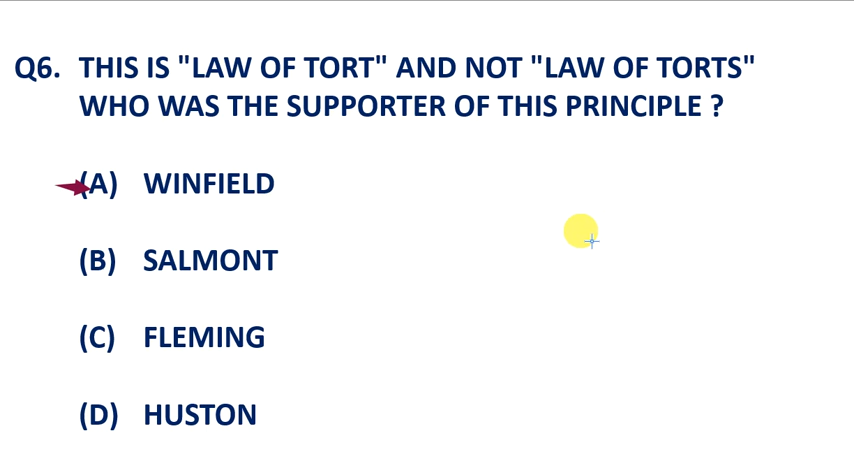 Q6. THIS IS "LAW OF TORT" AND NOT "LAW OF TORTS"
WHO WAS THE SUPPORTER OF THIS PRINCIPLE ?
(A) WINFIELD
(B) SALMONT
(C) FLEMING
(D) HUSTON